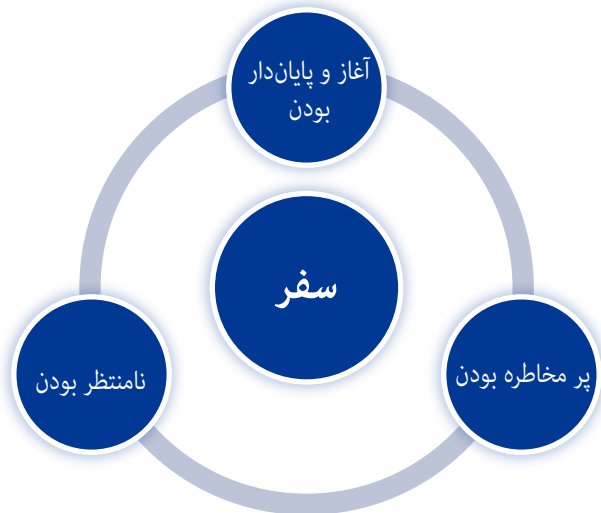 آغاز و پایان‌دار
بودن
سفر
پر مخاطره بودن
نامنتظر بودن